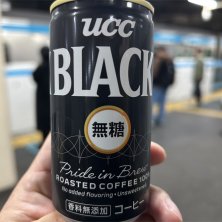 UCC
BLACK
無糖
Pride in Brew
ROASTED COFFEE 100%
No added flavoring・Unsweetened
香料無添加 コーヒー